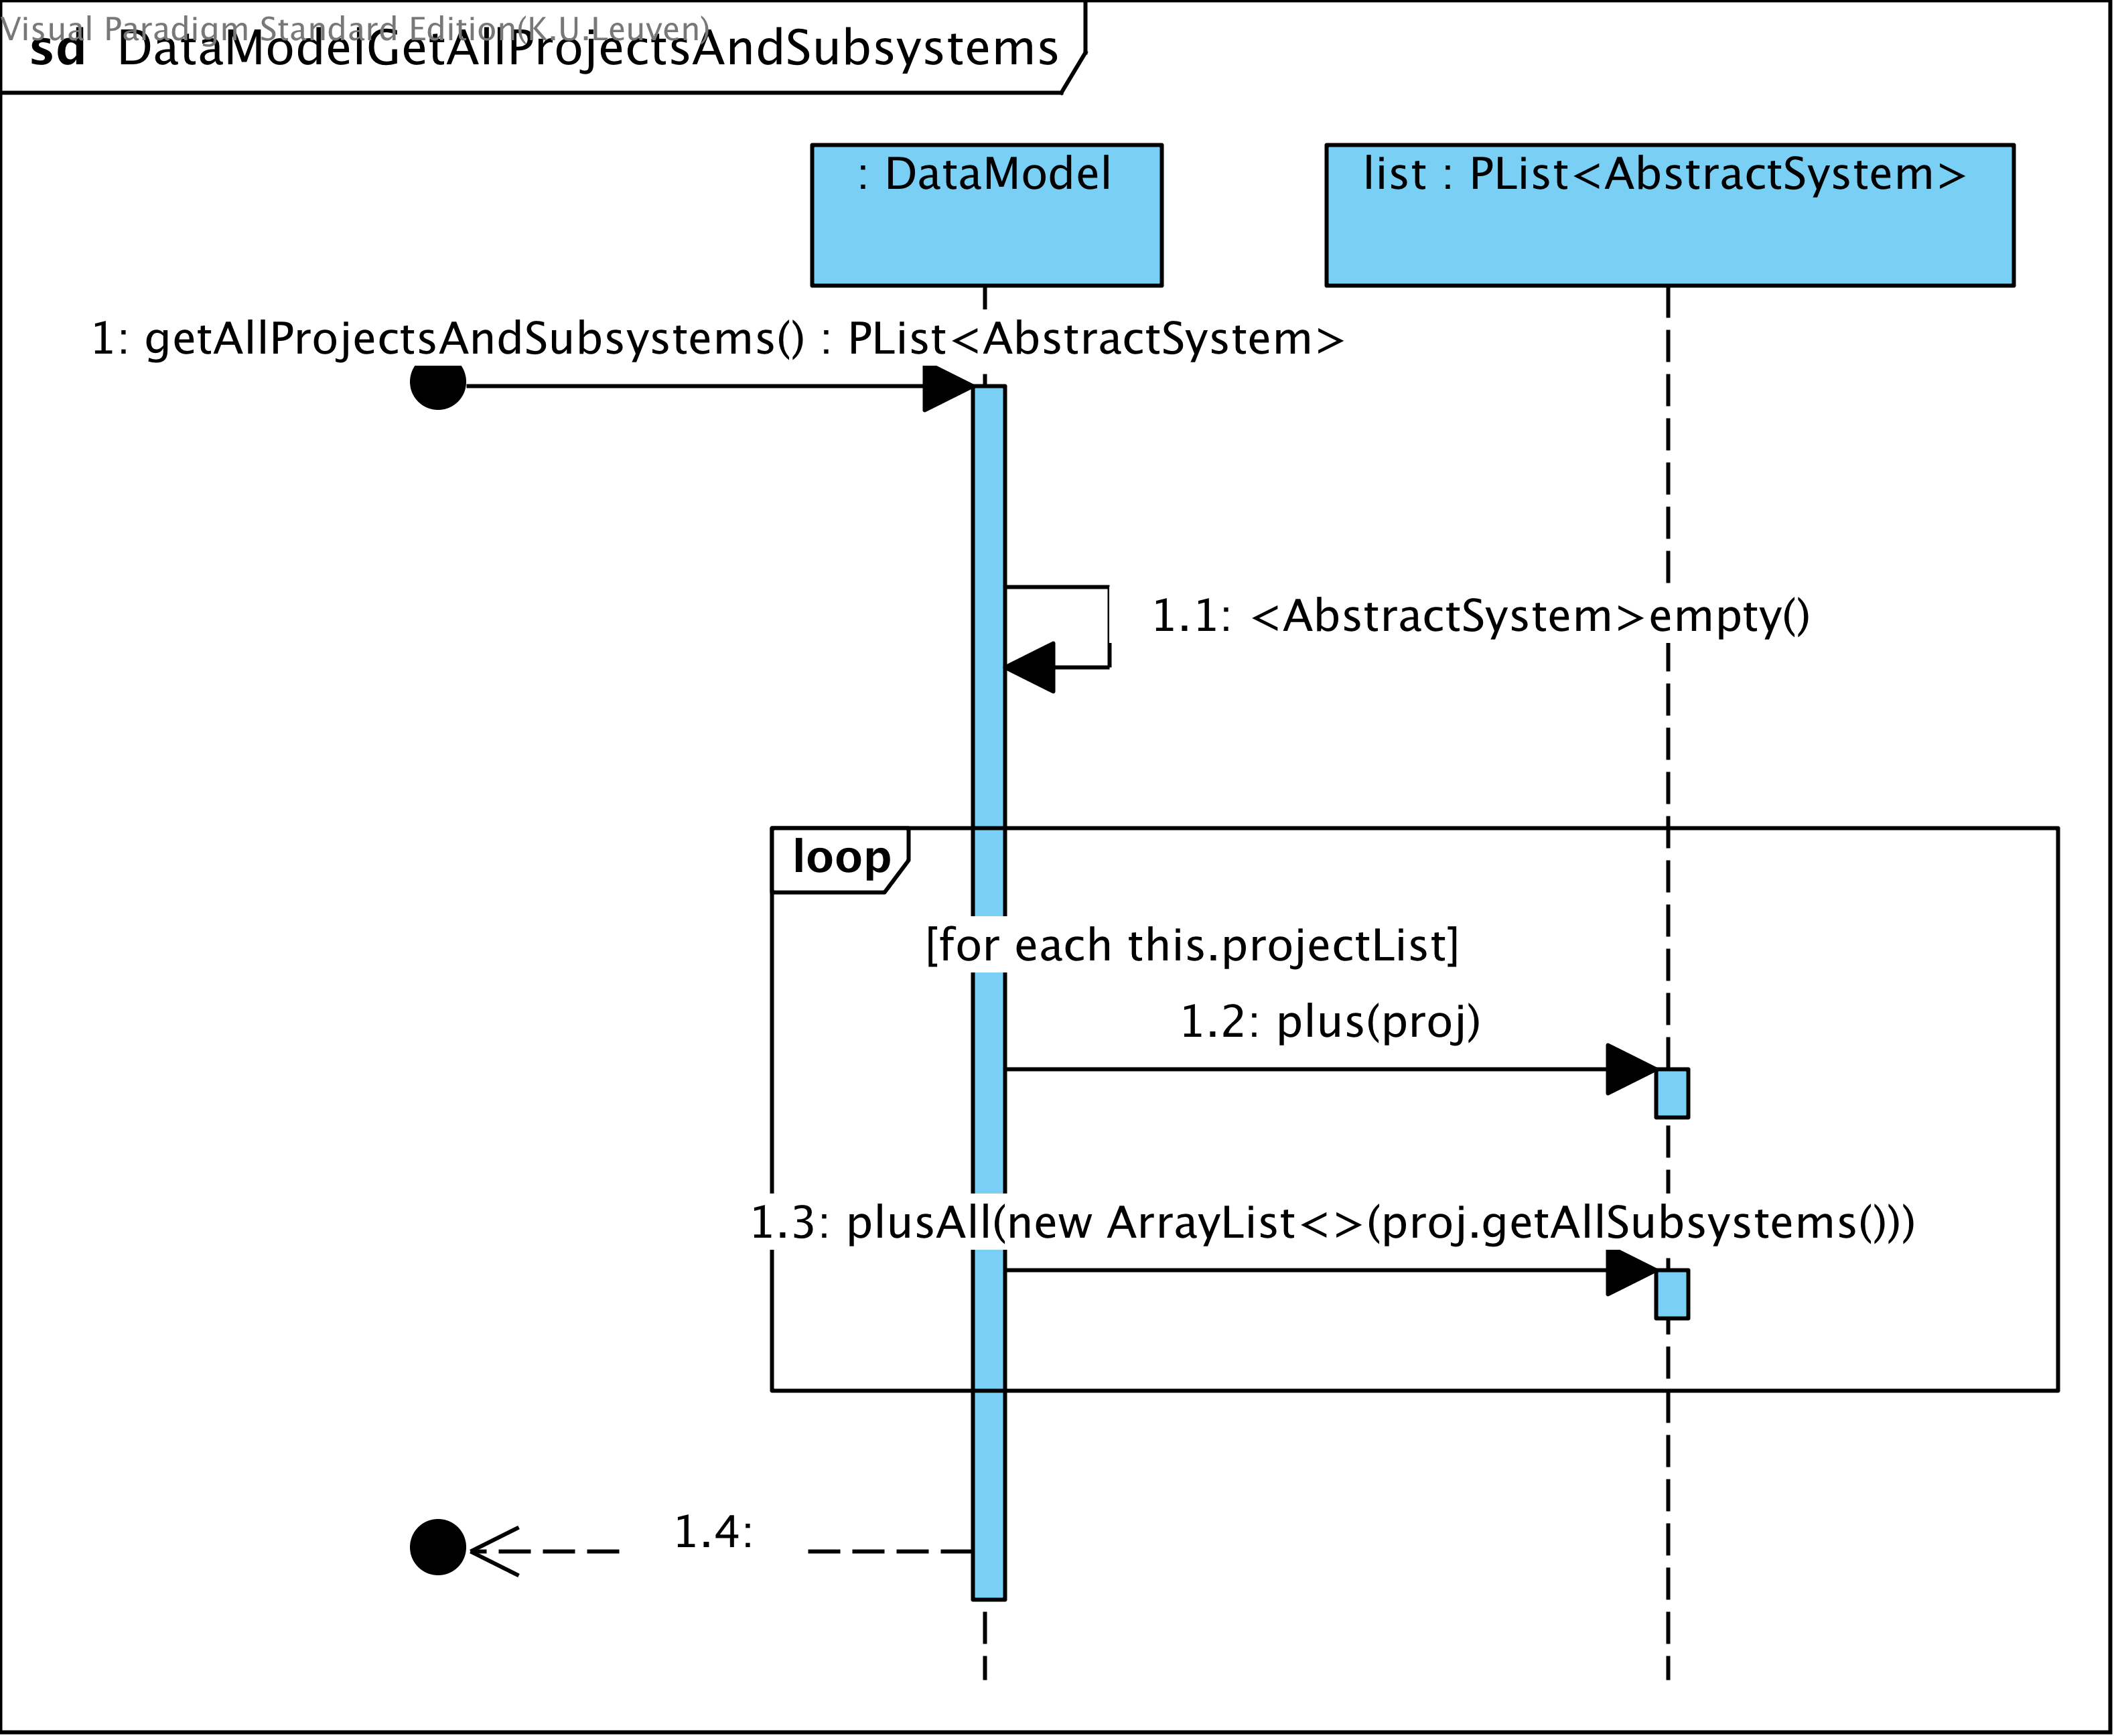 Visual Paradigm Standard Edition(K.U.Leuven)
sd DataModelGetAllProjectsAndSubsystems
: DataModel
list : PList<AbstractSystem>
1: getAllProjectsAndSubsystems() : PList<AbstractSystem>
1.1: <AbstractSystem>empty()
loop
[for each this.projectList]
1.2: plus(proj)
1.3: plusAll(new ArrayList<>(proj.getAllSubsystems()))
1.4: